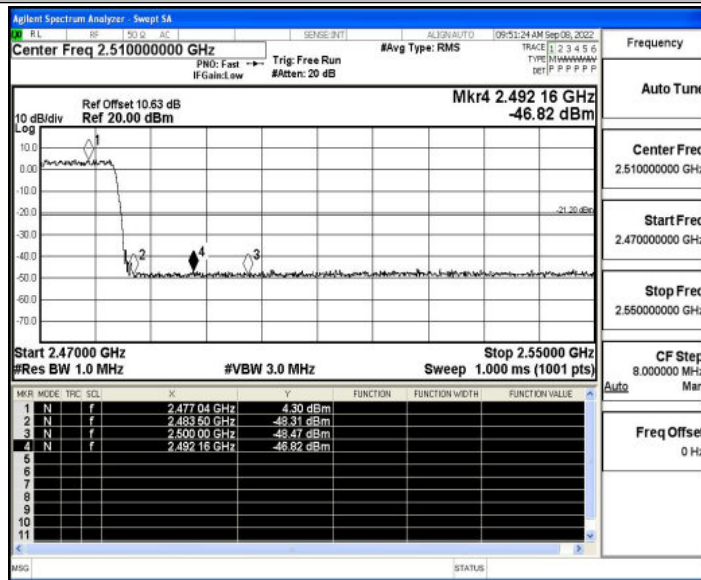 Agilent Spectrum Analyzer - Swept SA
RL RF 50 Ω AC SENSE:INT ALIGNAUTO 09:51:24 AM Sep 08, 2022
Center Freq 2.510000000 GHz
PNO: Fast
IFGain:Low
Trig: Free Run
#Atten: 20 dB
#Avg Type: RMS
TRACE 1 2 3 4 5 6
TYPE MWWWWW
DET P P P P P P
Frequency
Auto Tune
Center Freq
2.510000000 GHz
Start Freq
2.470000000 GHz
Stop Freq
2.550000000 GHz
CF Step
8.000000 MHz
Auto Man
Freq Offset
0 Hz
Mkr4 2.492 16 GHz
-46.82 dBm
Ref Offset 10.63 dB
10 dB/div Ref 20.00 dBm
Log
10.0
0.00
-10.0
-20.0
-30.0
-40.0
-50.0
-60.0
-70.0
1
2
4
3
-21.20 dBm
Start 2.47000 GHz Stop 2.55000 GHz
#Res BW 1.0 MHz #VBW 3.0 MHz Sweep 1.000 ms (1001 pts)
MKR MODE TRC SCL X Y FUNCTION FUNCTION WIDTH FUNCTION VALUE
1 N f 2.477 04 GHz 4.30 dBm
2 N f 2.483 50 GHz -48.31 dBm
3 N f 2.500 00 GHz -48.47 dBm
4 N f 2.492 16 GHz -46.82 dBm
5
6
7
8
9
10
11
MSG STATUS